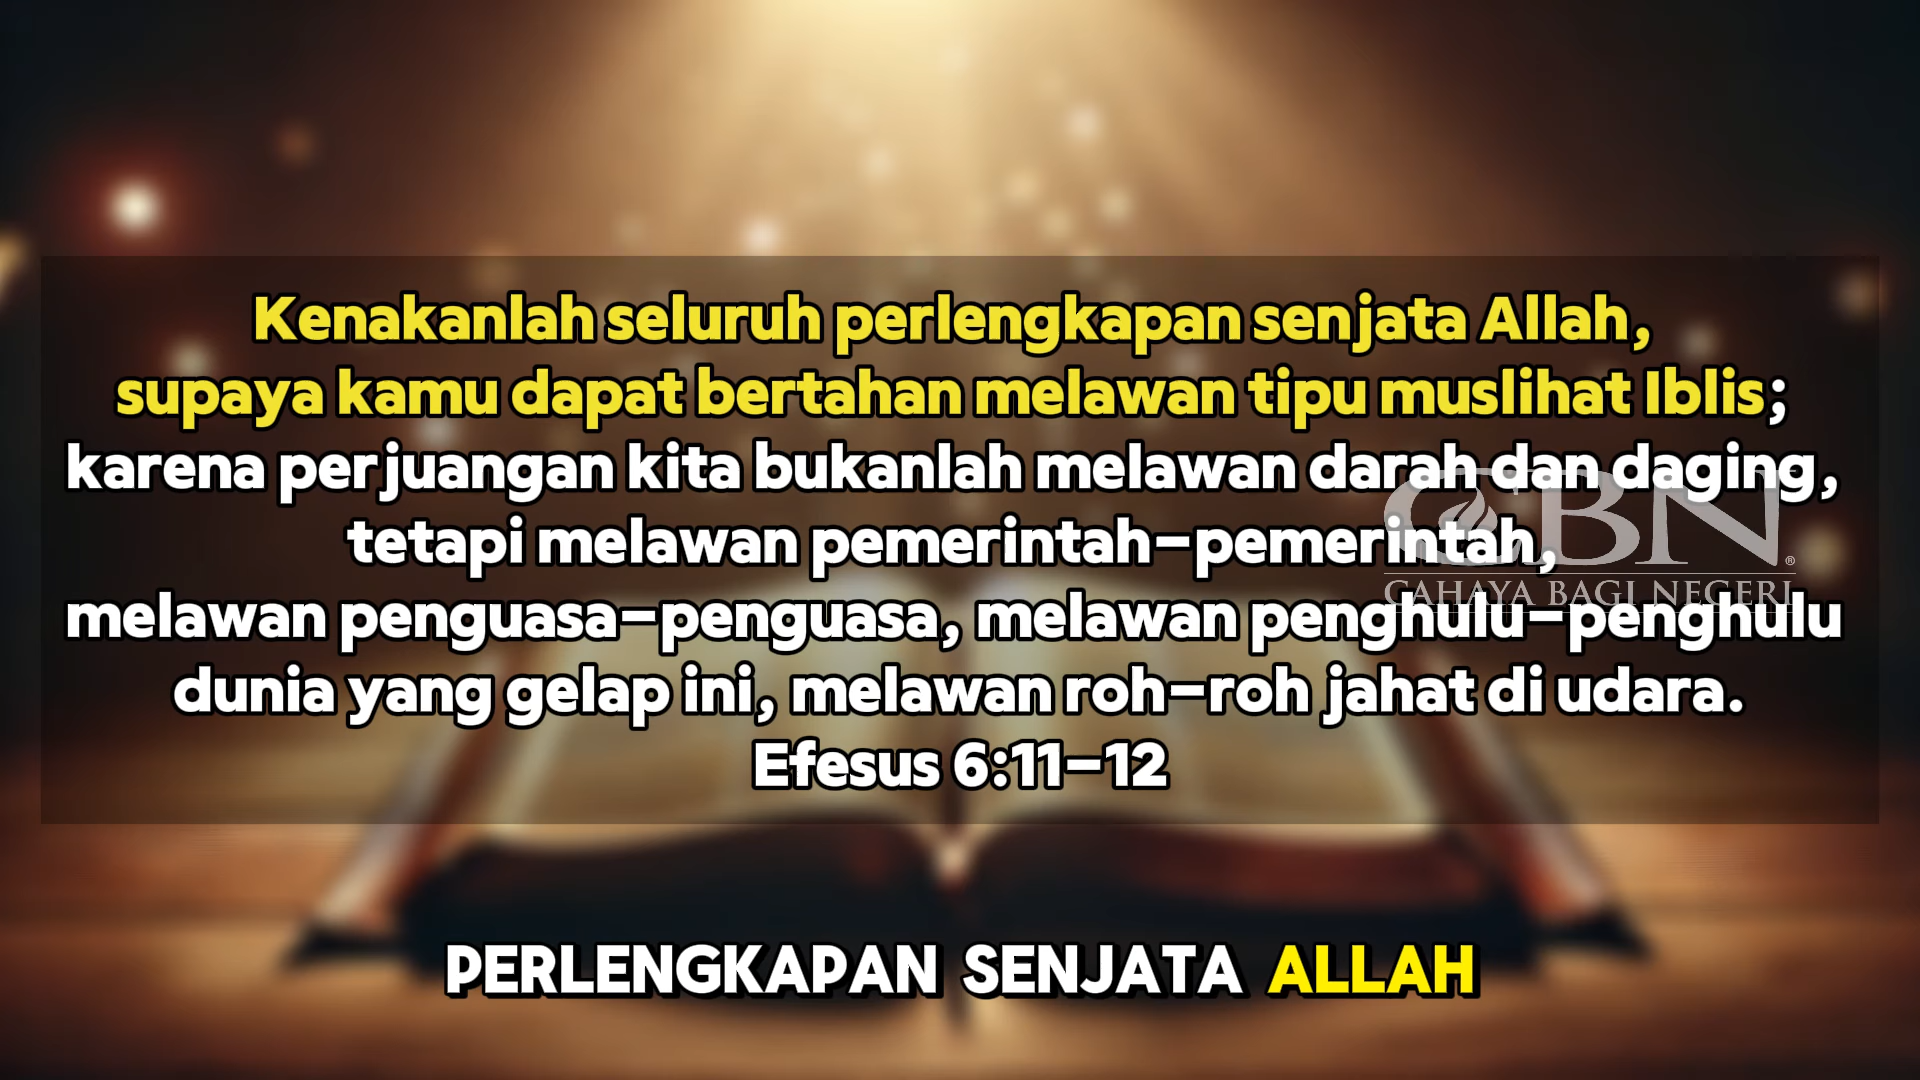 Kenakanlah seluruh perlengkapan senjata Allah,
supaya kamu dapat bertahan melawan tipu muslihat Iblis;
karena perjuangan kita bukanlah melawan darah dan daging,
tetapi melawan pemerintah-pemerintah,
CBN®
CAHAYA BAGI NEGERI
melawan penguasa-penguasa, melawan penghulu-penghulu
dunia yang gelap ini, melawan roh-roh jahat di udara.
Efesus 6:11-12
PERLENGKAPAN SENJATA ALLAH